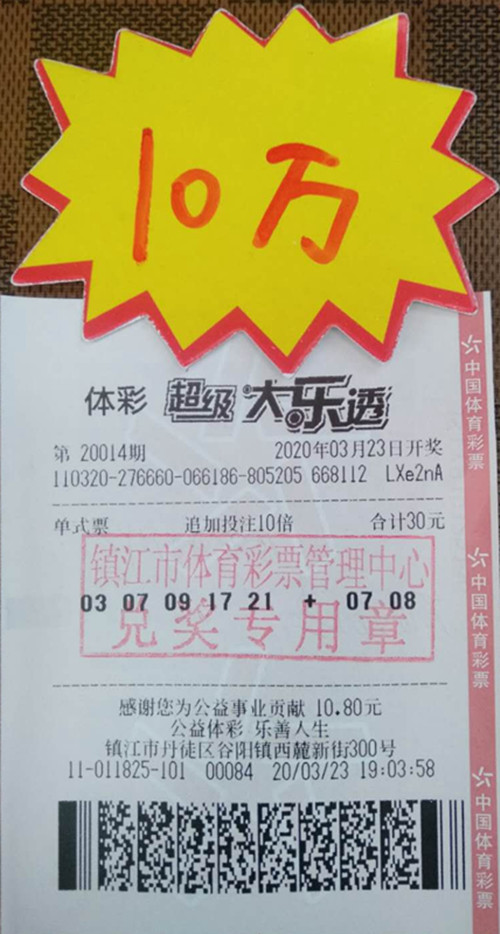 10万
体彩 超级大乐透
第 20014期 2020年03月23日开奖
110320-276660-066186-805205 668112 LXe2nA
单式票 追加投注10倍 合计30元
镇江市体育彩票管理中心
03 07 09 17 21 + 07 08
兑奖专用章
感谢您为公益事业贡献 10.80元
公益体彩 乐善人生
镇江市丹徒区谷阳镇西麓新街300号
11-011825-101 00084 20/03/23 19:03:58
中国体育彩票
中国体育彩票
中国体育彩票